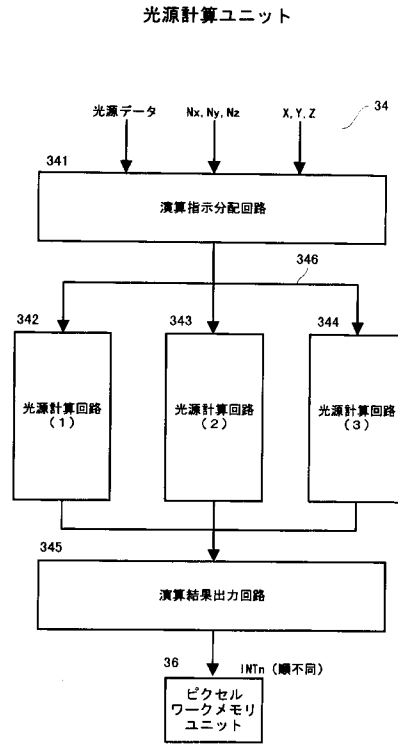 光源計算ユニット
光源データ
Nx, Ny, Nz
X, Y, Z
34
341
演算指示分配回路
346
342
343
344
光源計算回路
(1)
光源計算回路
(2)
光源計算回路
(3)
345
演算結果出力回路
36
INTn (順不同)
ピクセル
ワークメモリ
ユニット